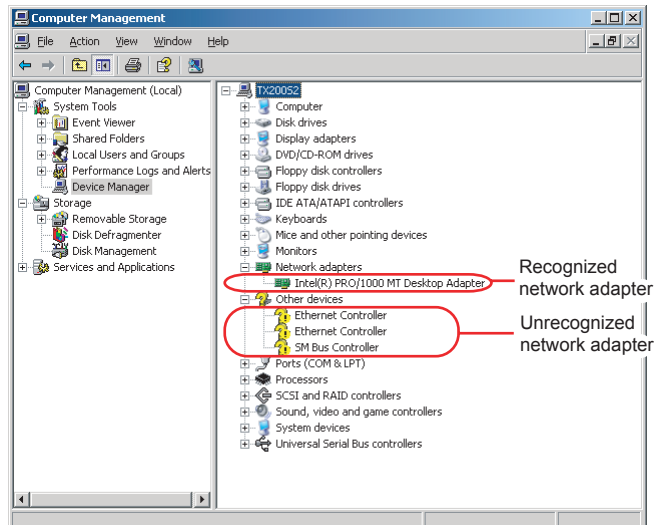 Computer Management
File Action View Window Help
Computer Management (Local)
System Tools
Event Viewer
Shared Folders
Local Users and Groups
Performance Logs and Alerts
Device Manager
Storage
Removable Storage
Disk Defragmenter
Disk Management
Services and Applications
TX200S2
Computer
Disk drives
Display adapters
DVD/CD-ROM drives
Floppy disk controllers
Floppy disk drives
IDE ATA/ATAPI controllers
Keyboards
Mice and other pointing devices
Monitors
Network adapters
Intel(R) PRO/1000 MT Desktop Adapter
Other devices
Ethernet Controller
Ethernet Controller
SM Bus Controller
Ports (COM & LPT)
Processors
SCSI and RAID controllers
Sound, video and game controllers
System devices
Universal Serial Bus controllers
Recognized
network adapter
Unrecognized
network adapter